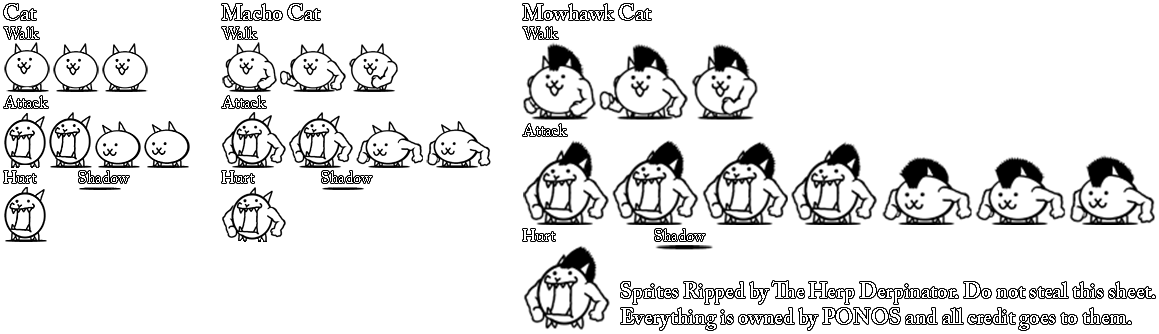 Cat
Walk
Attack
Hurt Shadow
Macho Cat
Walk
Attack
Hurt Shadow
Mowhawk Cat
Walk
Attack
Hurt Shadow
Sprites Ripped by The Herp Derpinator. Do not steal this sheet.
Everything is owned by PONOS and all credit goes to them.